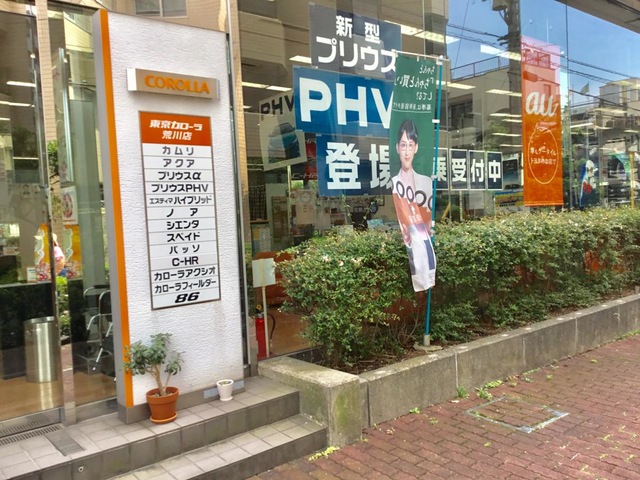 COROLLA
東京カローラ
荒川店
カムリ
アクア
プリウスα
プリウスPHV
エスティマ ハイブリッド
ノア
シエンタ
スペイド
パッソ
C-HR
カローラアクシオ
カローラフィールダー
86
新型
プリウス
PHV
登場
受付中
au